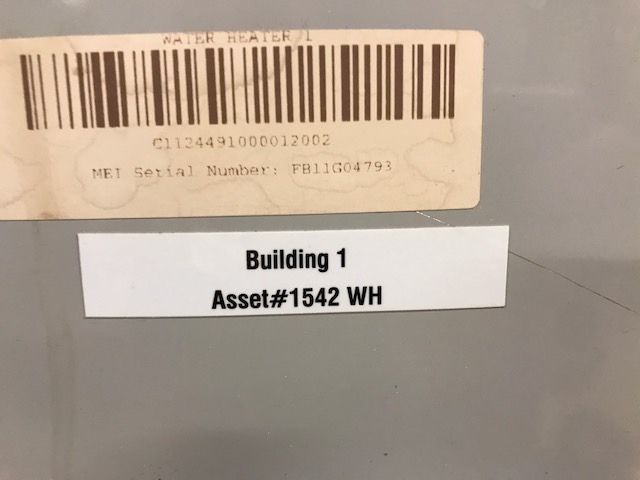 WATER HEATER 1
C1124491000012002
MEI Serial Number: FB11G04793
Building 1
Asset#1542 WH